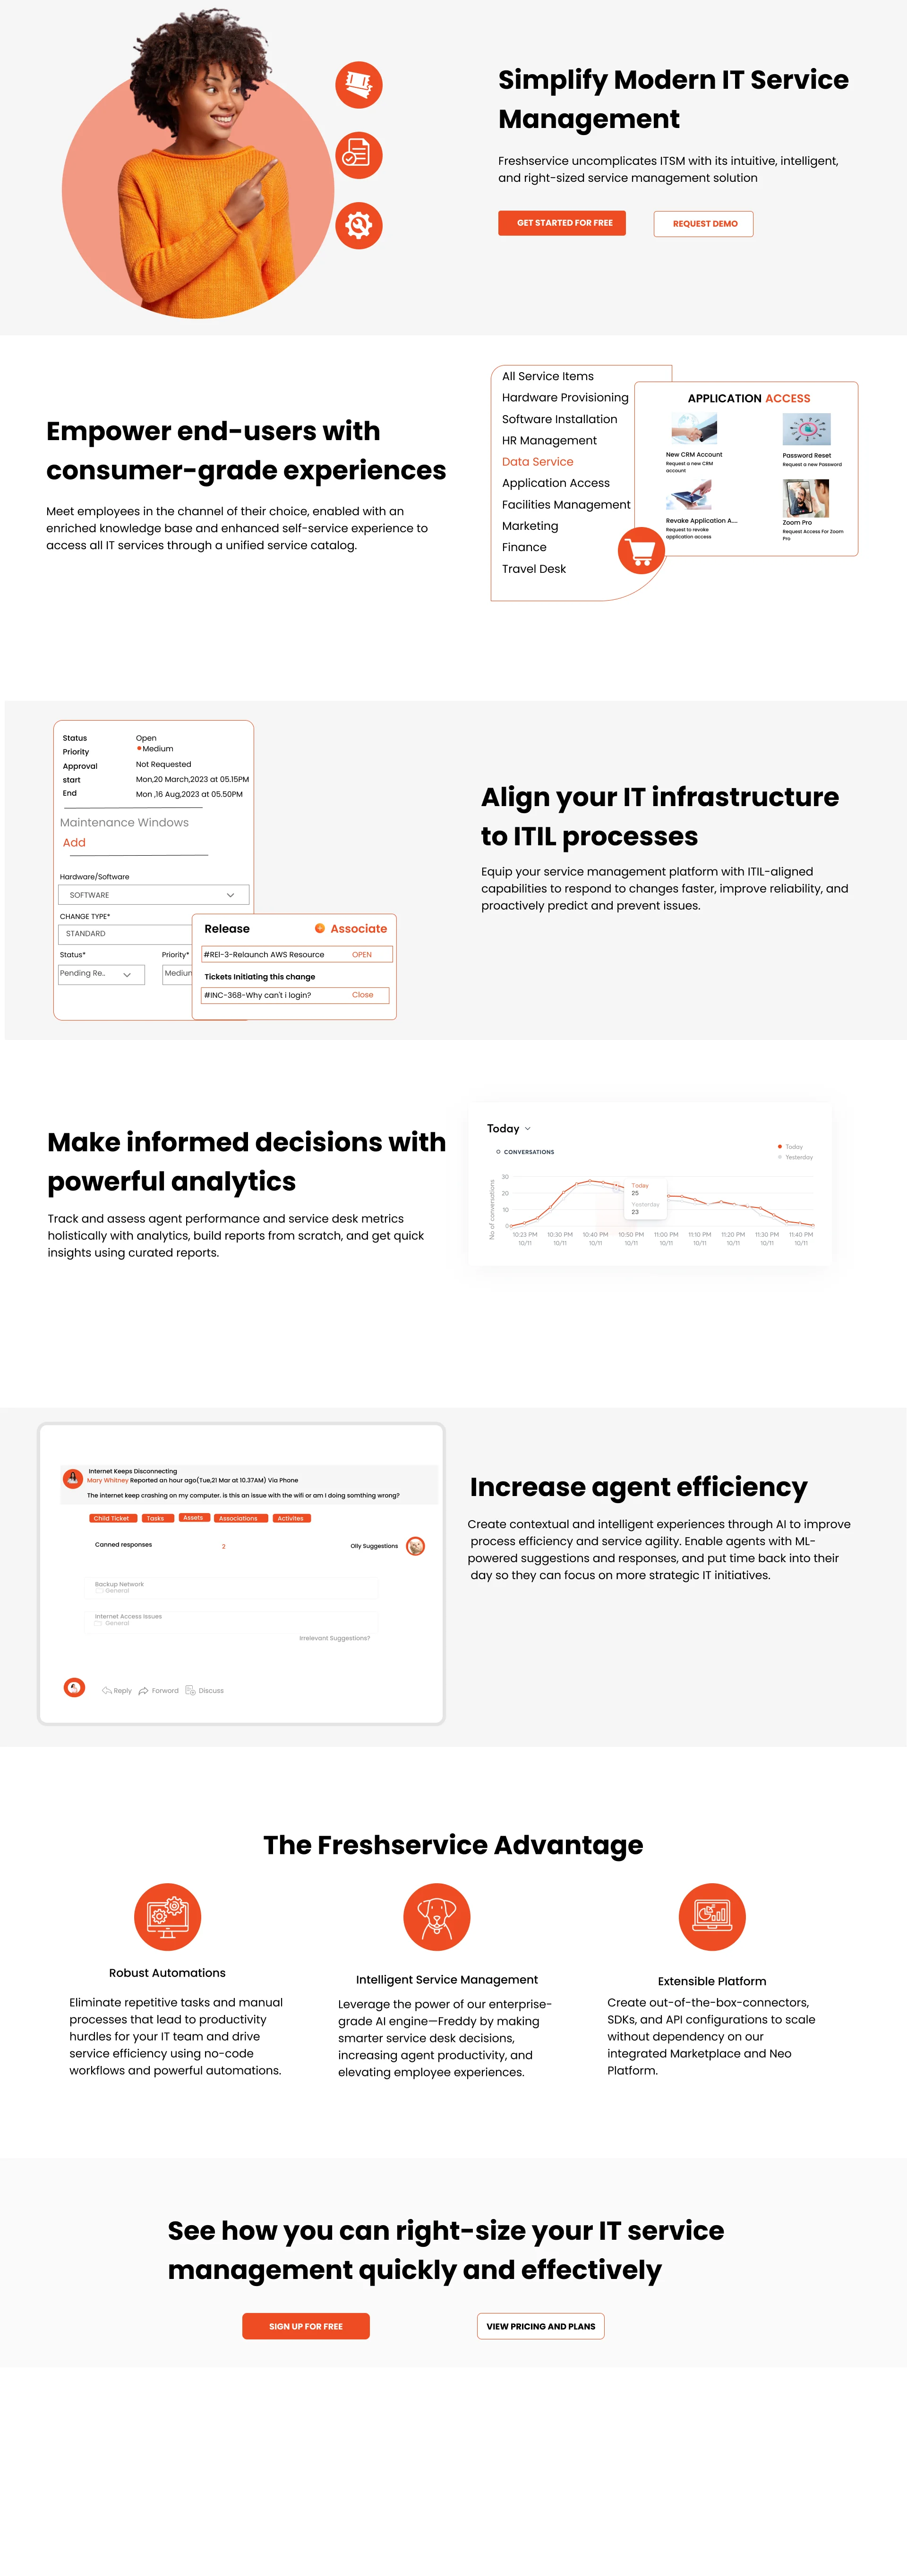 Simplify Modern IT Service
Management
Freshservice uncomplicates ITSM with its intuitive, intelligent,
and right-sized service management solution
GET STARTED FOR FREE
REQUEST DEMO
Empower end-users with
consumer-grade experiences
Meet employees in the channel of their choice, enabled with an
enriched knowledge base and enhanced self-service experience to
access all IT services through a unified service catalog.
All Service Items
Hardware Provisioning
Software Installation
HR Management
Data Service
Application Access
Facilities Management
Marketing
Finance
Travel Desk
APPLICATION ACCESS
New CRM Account
Request a new CRM
account
Password Reset
Request a new Password
Revake Application A....
Request to revoke
application access
Zoom Pro
Request Access For Zoom
Pro
Status Open
Priority Medium
Approval Not Requested
start Mon,20 March,2023 at 05.15PM
End Mon ,16 Aug,2023 at 05.50PM
Maintenance Windows
Add
Hardware/Software
SOFTWARE
CHANGE TYPE*
STANDARD
Status* Priority*
Pending Re.. Medium
Release Associate
#REI-3-Relaunch AWS Resource OPEN
Tickets Initiating this change
#INC-368-Why can't i login? Close
Align your IT infrastructure
to ITIL processes
Equip your service management platform with ITIL-aligned
capabilities to respond to changes faster, improve reliability, and
proactively predict and prevent issues.
Make informed decisions with
powerful analytics
Track and assess agent performance and service desk metrics
holistically with analytics, build reports from scratch, and get quick
insights using curated reports.
Today
CONVERSATIONS
Today
Yesterday
No of conversations
30
20
10
0
Today
25
Yesterday
23
10:23 PM 10:30 PM 10:40 PM 10:50 PM 11:00 PM 11:10 PM 11:20 PM 11:30 PM 11:40 PM
10/11 10/11 10/11 10/11 10/11 10/11 10/11 10/11 10/11
Internet Keeps Disconnecting
Mary Whitney Reported an hour ago(Tue,21 Mar at 10.37AM) Via Phone
The internet keep crashing on my computer. is this an issue with the wifi or am I doing somthing wrong?
Child Ticket Tasks Assets Associations Activites
Canned responses 2 Olly Suggestions
Backup Network
General
Internet Access Issues
General
Irrelevant Suggestions?
Reply Forword Discuss
Increase agent efficiency
Create contextual and intelligent experiences through AI to improve
process efficiency and service agility. Enable agents with ML-
powered suggestions and responses, and put time back into their
day so they can focus on more strategic IT initiatives.
The Freshservice Advantage
Robust Automations
Eliminate repetitive tasks and manual
processes that lead to productivity
hurdles for your IT team and drive
service efficiency using no-code
workflows and powerful automations.
Intelligent Service Management
Leverage the power of our enterprise-
grade AI engine—Freddy by making
smarter service desk decisions,
increasing agent productivity, and
elevating employee experiences.
Extensible Platform
Create out-of-the-box-connectors,
SDKs, and API configurations to scale
without dependency on our
integrated Marketplace and Neo
Platform.
See how you can right-size your IT service
management quickly and effectively
SIGN UP FOR FREE
VIEW PRICING AND PLANS